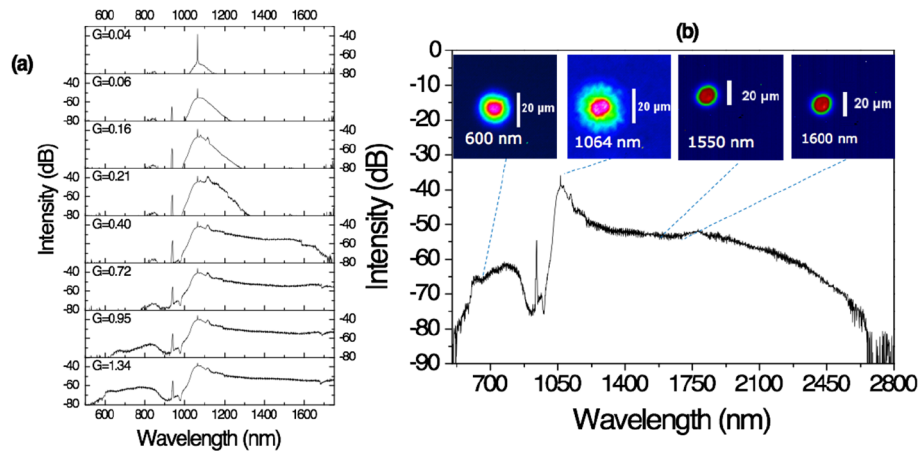 (a)
600 800 1000 1200 1400 1600
G=0.04
-40
-60
-80
G=0.06
-40
-60
-80
G=0.16
-40
-60
-80
G=0.21
-40
-60
-80
G=0.40
-40
-60
-80
G=0.72
-40
-60
-80
G=0.95
-40
-60
-80
G=1.34
-40
-60
-80
600 800 1000 1200 1400 1600
Intensity (dB)
Intensity (dB)
Wavelength (nm)
(b)
0
-10
-20
-30
-40
-50
-60
-70
-80
-90
Intensity (dB)
20 µm
600 nm
20 µm
1064 nm
20 µm
1550 nm
20 µm
1600 nm
700 1050 1400 1750 2100 2450 2800
Wavelength (nm)